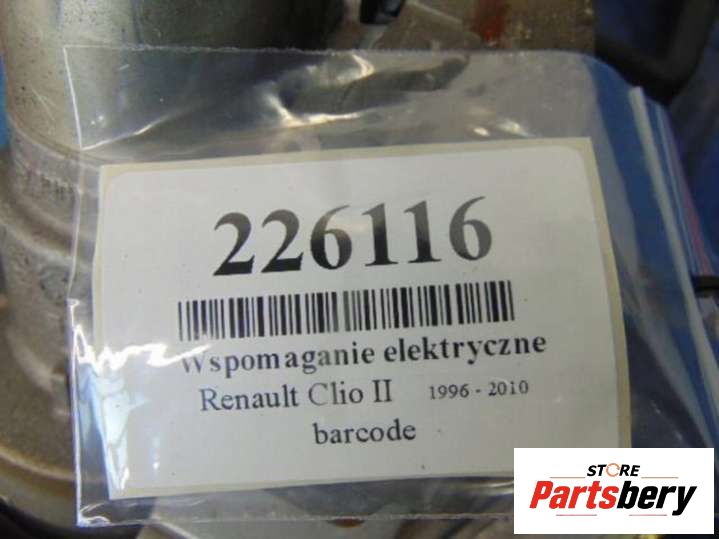 226116
Wspomaganie elektryczne
Renault Clio II 1996 - 2010
barcode
STORE
Partsbery